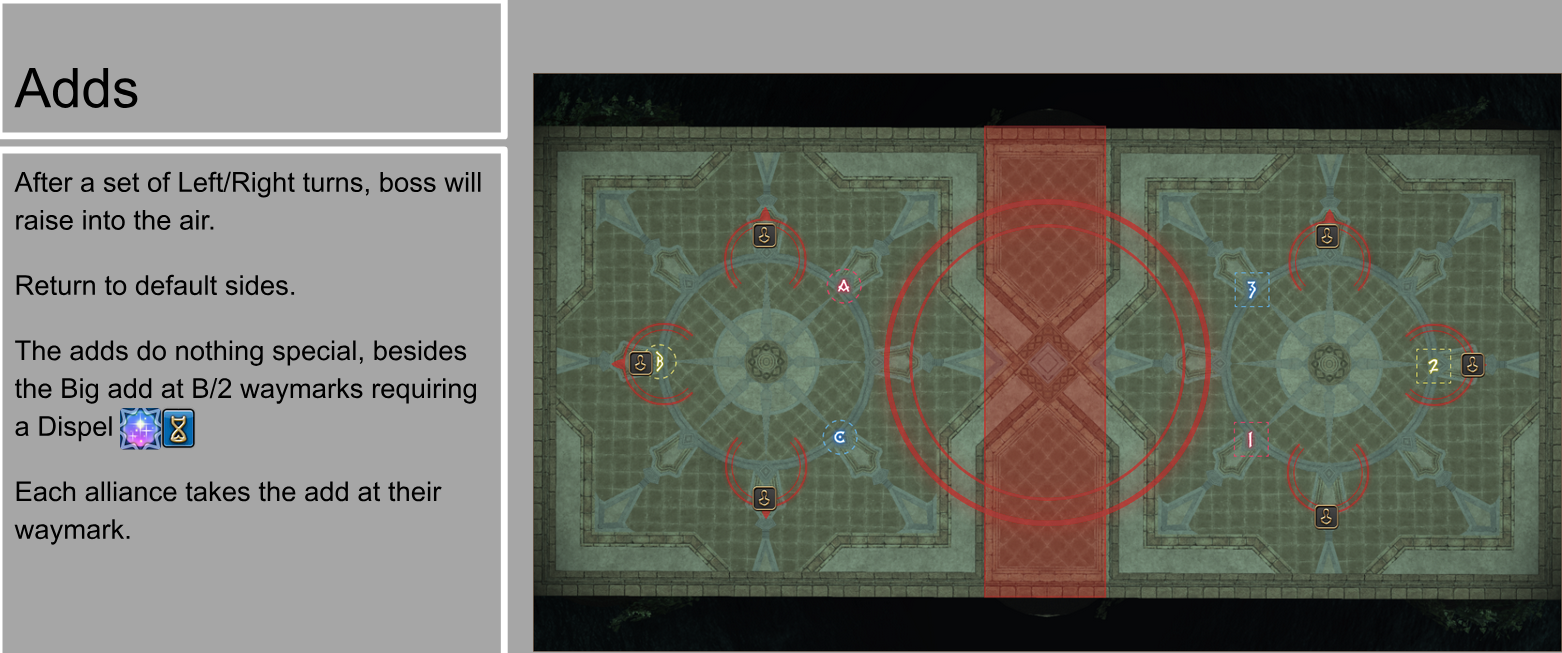 Adds
After a set of Left/Right turns, boss will
raise into the air.
Return to default sides.
The adds do nothing special, besides
the Big add at B/2 waymarks requiring
a Dispel
Each alliance takes the add at their
waymark.
A
3
B
2
C
1